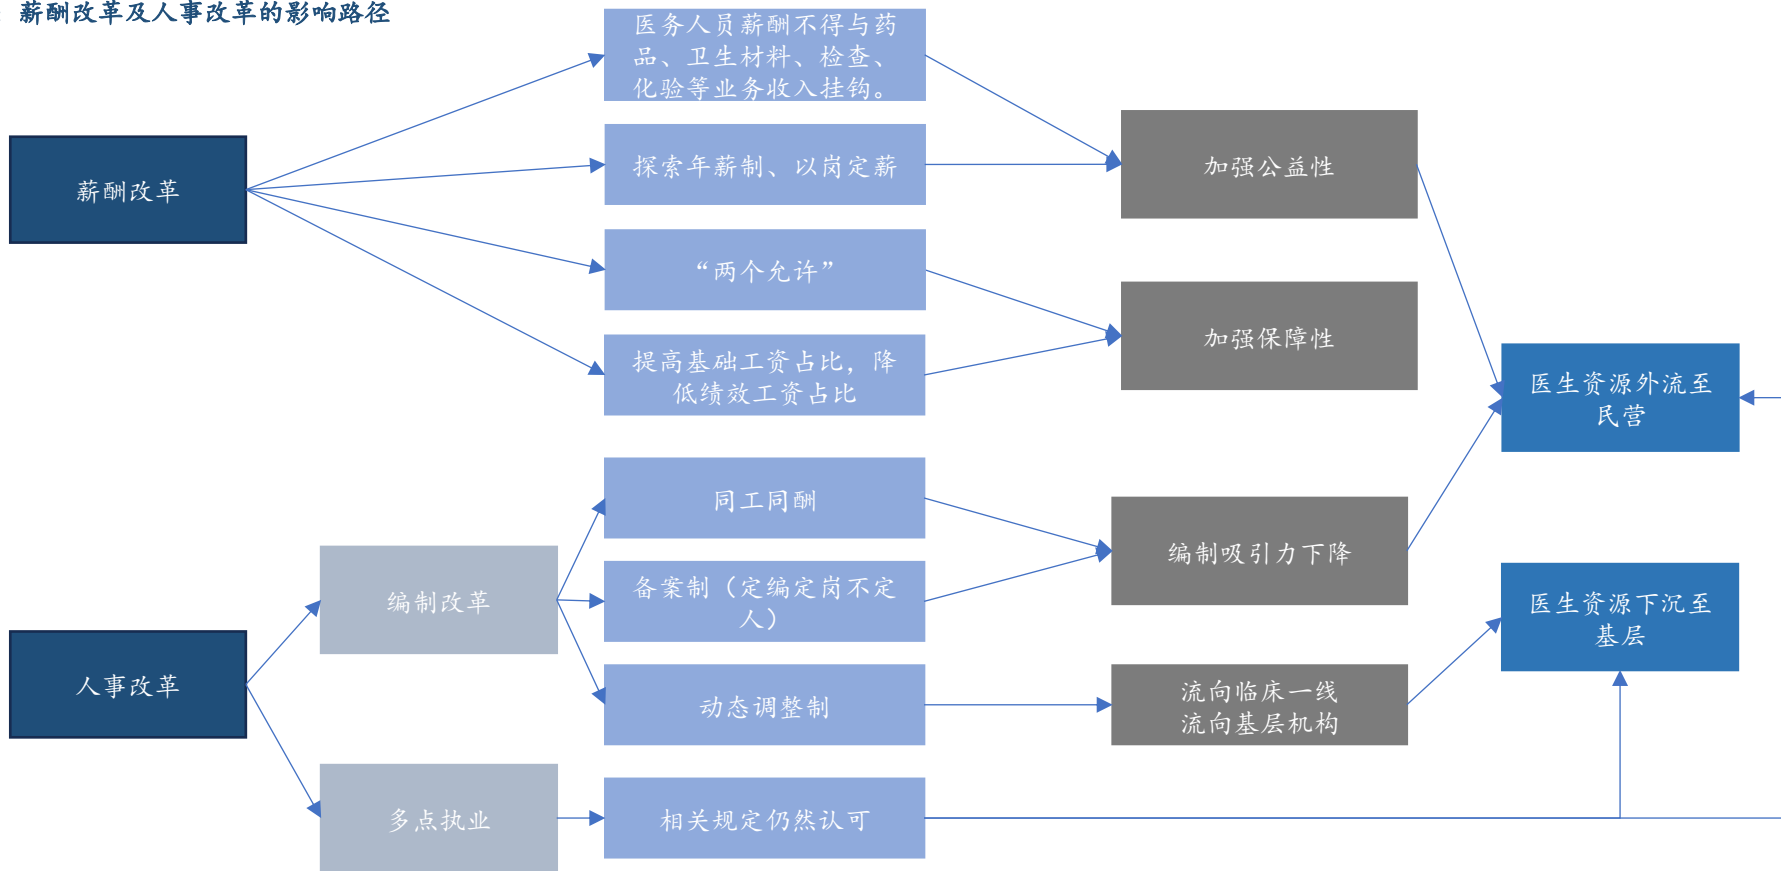 薪酬改革及人事改革的影响路径
医务人员薪酬不得与药
品、卫生材料、检查、
化验等业务收入挂钩。
薪酬改革
探索年薪制、以岗定薪
加强公益性
“两个允许”
加强保障性
提高基础工资占比，降
低绩效工资占比
医生资源外流至
民营
同工同酬
编制改革
备案制（定编定岗不定
人）
编制吸引力下降
医生资源下沉至
基层
人事改革
动态调整制
流向临床一线
流向基层机构
多点执业
相关规定仍然认可